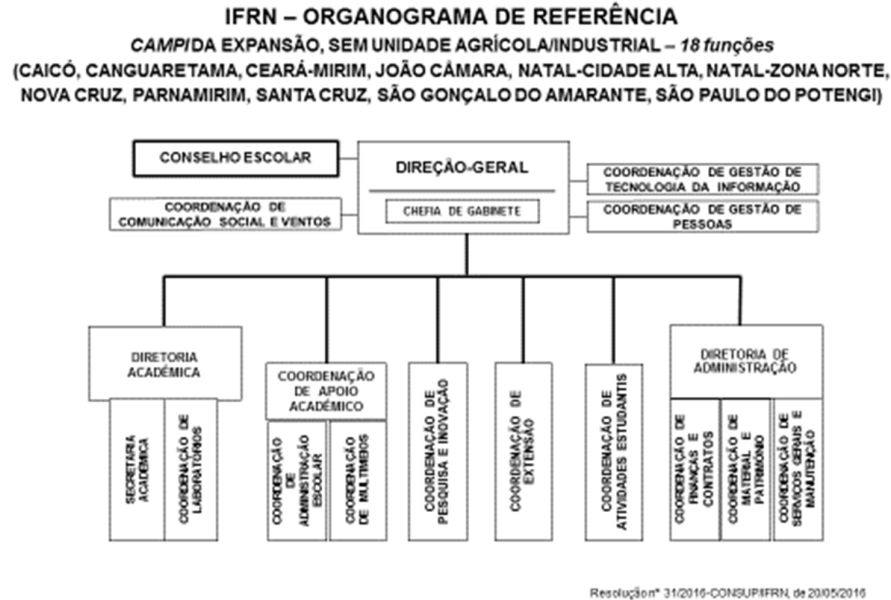 IFRN – ORGANOGRAMA DE REFERÊNCIA
CAMPI DA EXPANSÃO, SEM UNIDADE AGRÍCOLA/INDUSTRIAL – 18 funções
(CAICÓ, CANGUARETAMA, CEARÁ-MIRIM, JOÃO CÂMARA, NATAL-CIDADE ALTA, NATAL-ZONA NORTE,
NOVA CRUZ, PARNAMIRIM, SANTA CRUZ, SÃO GONÇALO DO AMARANTE, SÃO PAULO DO POTENGI)
CONSELHO ESCOLAR
DIREÇÃO-GERAL
CHEFIA DE GABINETE
COORDENAÇÃO DE GESTÃO DE
TECNOLOGIA DA INFORMAÇÃO
COORDENAÇÃO DE
COMUNICAÇÃO SOCIAL E VENTOS
COORDENAÇÃO DE GESTÃO DE
PESSOAS
DIRETORIA
ACADÊMICA
SECRETARIA
ACADÊMICA
COORDENAÇÃO DE
LABORATÓRIOS
COORDENAÇÃO
DE APOIO
ACADÊMICO
COORDENAÇÃO
DE
ADMINISTRAÇÃO
ESCOLAR
COORDENAÇÃO
DE MULTIMEIOS
COORDENAÇÃO DE
PESQUISA E INOVAÇÃO
COORDENAÇÃO DE
EXTENSÃO
COORDENAÇÃO DE
ATIVIDADES ESTUDANTIS
DIRETORIA DE
ADMINISTRAÇÃO
COORDENAÇÃO DE
FINANÇAS E
CONTRATOS
COORDENAÇÃO DE
MATERIAL E
PATRIMÔNIO
COORDENAÇÃO DE
SERVIÇOS GERAIS E
MANUTENÇÃO
Resolução nº 31/2016-CONSUP/IFRN, de 20/05/2016